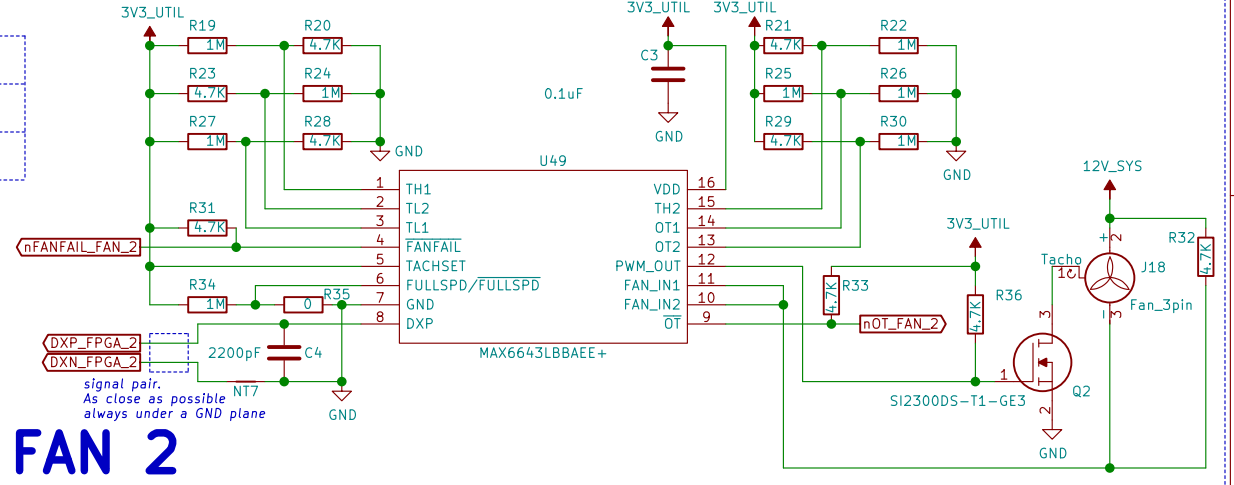 3V3_UTIL
3V3_UTIL
3V3_UTIL
R19
1M
R20
4.7K
R21
4.7K
R22
1M
C3
R23
4.7K
R24
1M
0.1uF
R25
1M
R26
1M
R27
1M
R28
4.7K
GND
GND
R29
4.7K
R30
1M
GND
U49
12V_SYS
1 TH1
2 TL2
3 TL1
4 FANFAIL
5 TACHSET
6 FULLSPD/FULLSPD
7 GND
8 DXP
VDD 16
TH2 15
OT1 14
OT2 13
PWM_OUT 12
FAN_IN1 11
FAN_IN2 10
OT 9
MAX6643LBBAEE+
R31
4.7K
nFANFAIL_FAN_2
R34
1M
R35
0
DXP_FPGA_2
DXN_FPGA_2
2200pF
C4
NT7
GND
signal pair.
As close as possible
always under a GND plane
FAN 2
3V3_UTIL
R33
4.7K
nOT_FAN_2
R36
4.7K
Tacho
1
+
2
-
3
J18
Fan_3pin
R32
4.7K
3
1
2
Q2
SI2300DS-T1-GE3
GND